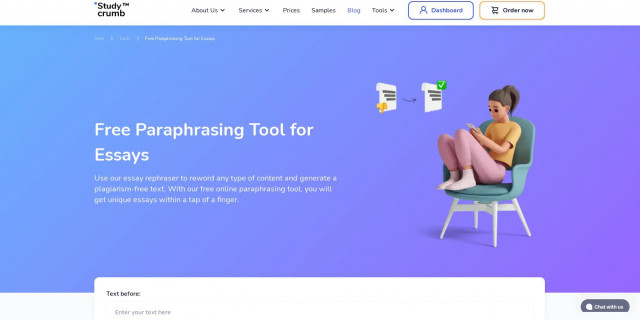 Study™
crumb
About Us
Services
Prices
Samples
Blog
Tools
Dashboard
Order now
Tools
Free Paraphrasing Tool for Essays
Free Paraphrasing Tool for
Essays
Use our essay rephraser to reword any type of content and generate a
plagiarism-free text. With our free online paraphrasing tool, you will
get unique essays within a tap of a finger.
Text before:
Enter your text here
Chat with us